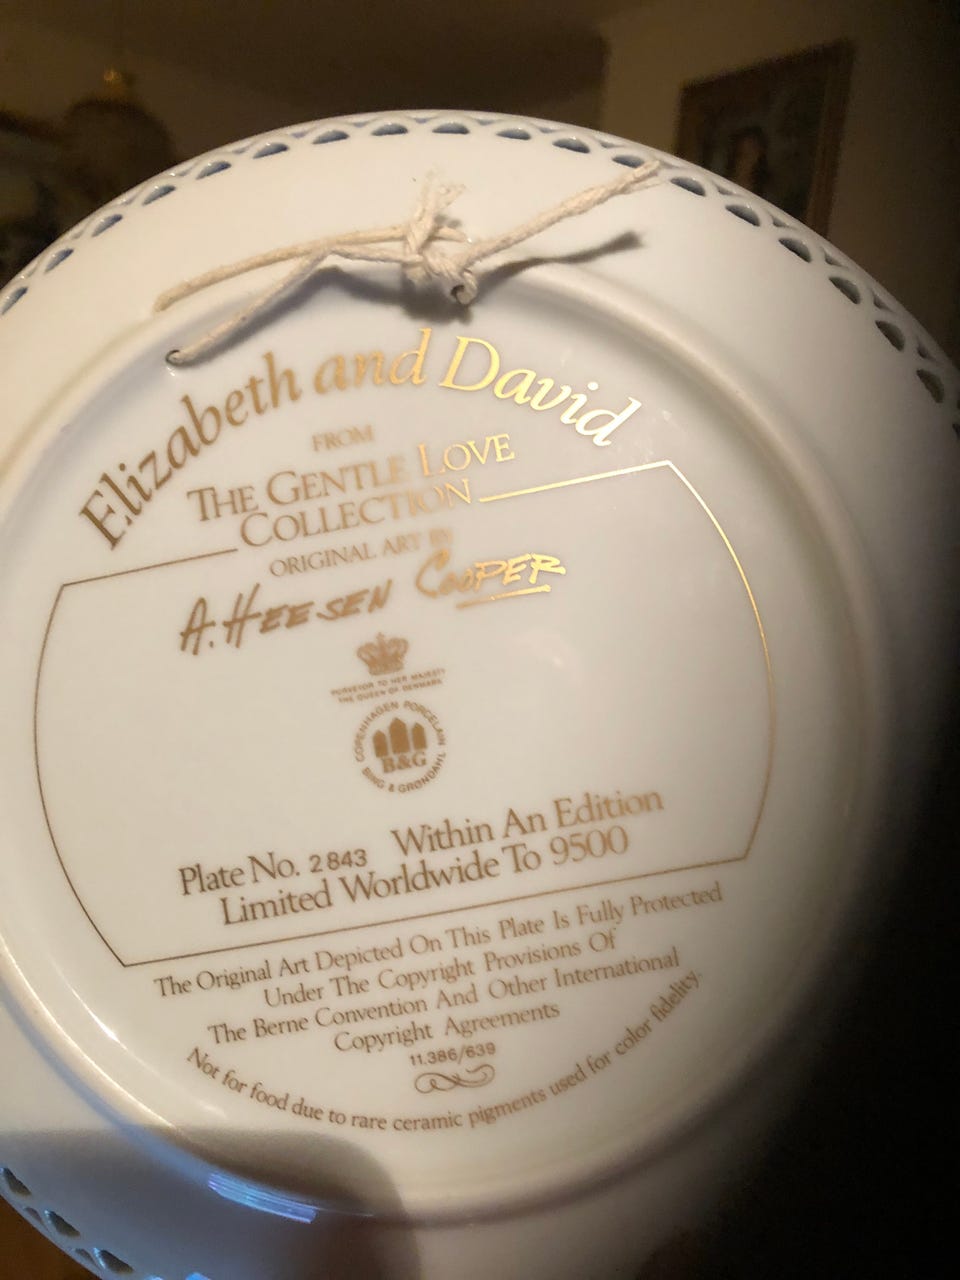 Elizabeth and David
FROM
THE GENTLE LOVE
COLLECTION
ORIGINAL ART BY
A. HEESEN COOPER
PURVEYOR TO HER MAJESTY
THE QUEEN OF DENMARK
COPENHAGEN PORCELAIN
B&G
BING & GRØNDAHL
Plate No. 2843 Within An Edition
Limited Worldwide To 9500
The Original Art Depicted On This Plate Is Fully Protected
Under The Copyright Provisions Of
The Berne Convention And Other International
Copyright Agreements
11.386/639
Not for food due to rare ceramic pigments used for color fidelity.